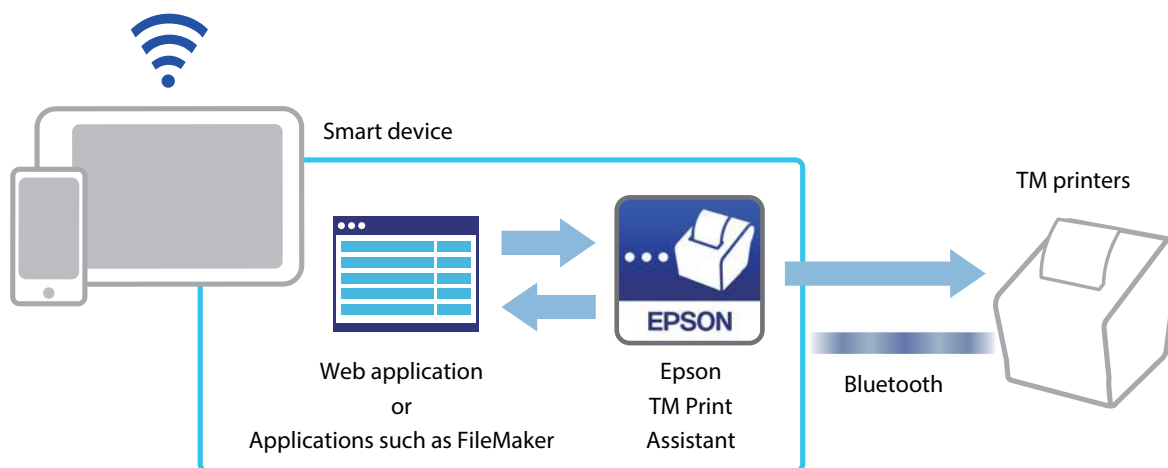 Smart device
TM printers
EPSON
Web application
or
Applications such as FileMaker
Epson
TM Print
Assistant
Bluetooth